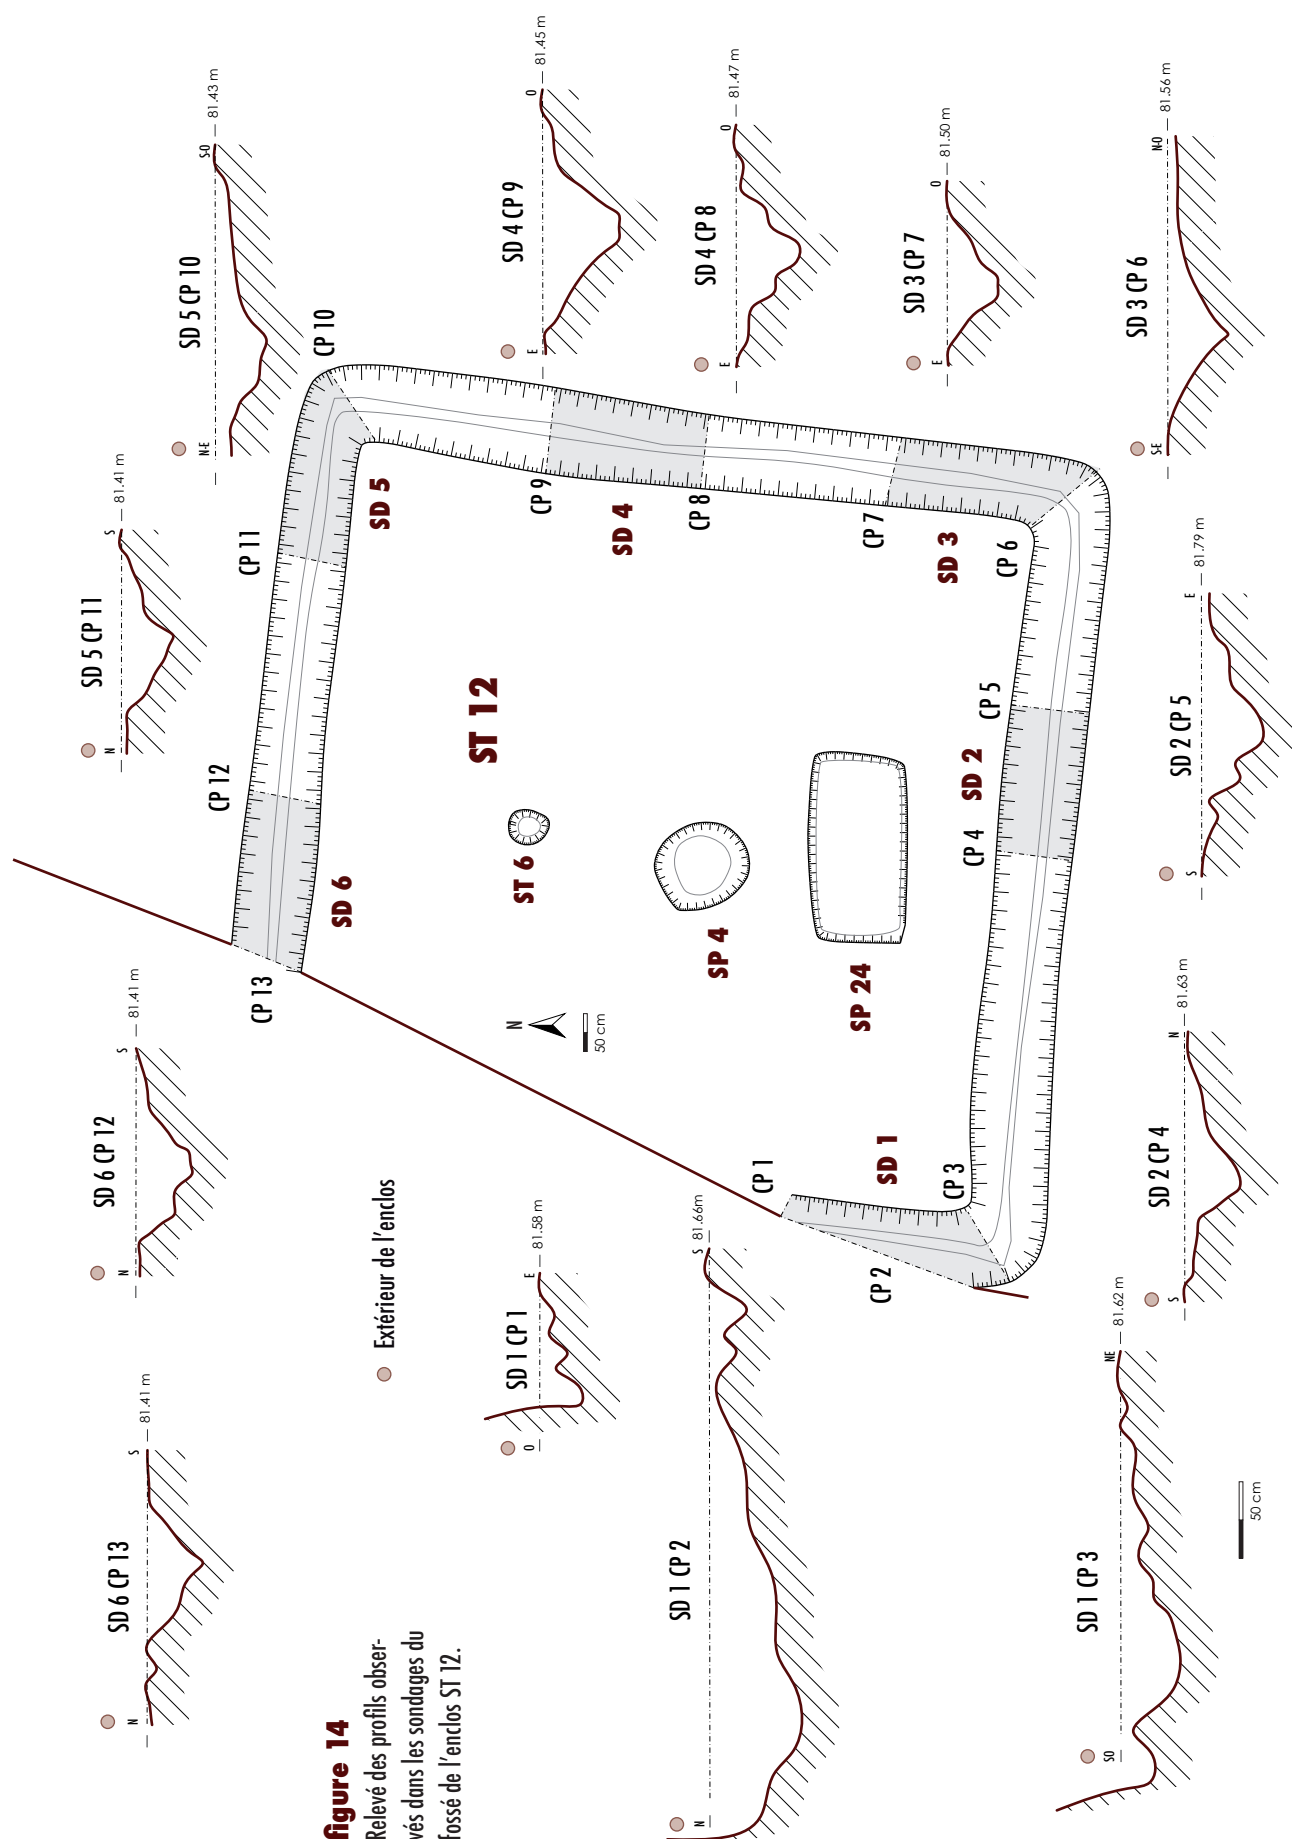 SD 6 CP 13
N
S
81.41 m
SD 6 CP 12
N
S
81.41 m
SD 5 CP 11
N
S
81.41 m
SD 5 CP 10
N-E
S-O
81.43 m
SD 4 CP 9
E
O
81.45 m
SD 4 CP 8
E
O
81.47 m
SD 3 CP 7
E
O
81.50 m
SD 3 CP 6
S-E
N-O
81.56 m
SD 2 CP 5
S
E
81.79 m
SD 2 CP 4
S
N
81.63 m
SD 1 CP 3
SO
NE
81.62 m
SD 1 CP 2
N
S
81.66m
SD 1 CP 1
O
E
81.58 m
Extérieur de l'enclos
CP 13
CP 12
CP 11
CP 10
CP 9
CP 8
CP 7
CP 6
CP 5
CP 4
CP 3
CP 2
CP 1
SD 6
SD 5
SD 4
SD 3
SD 2
SD 1
ST 12
ST 6
SP 4
SP 24
N
50 cm
50 cm
figure 14
Relevé des profils obser-
vés dans les sondages du
Fossé de l'enclos ST 12.